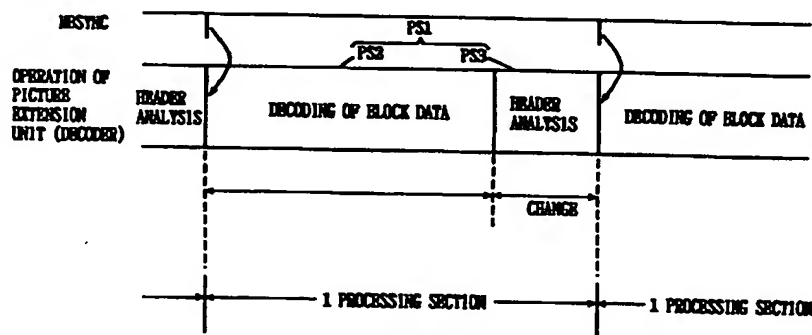 MBSYNC
PS1
PS2
PS3
OPERATION OF
PICTURE
EXTENSION
UNIT (DECODER)
HEADER
ANALYSIS
DECODING OF BLOCK DATA
HEADER
ANALYSIS
DECODING OF BLOCK DATA
CHANGE
1 PROCESSING SECTION
1 PROCESSING SECTION